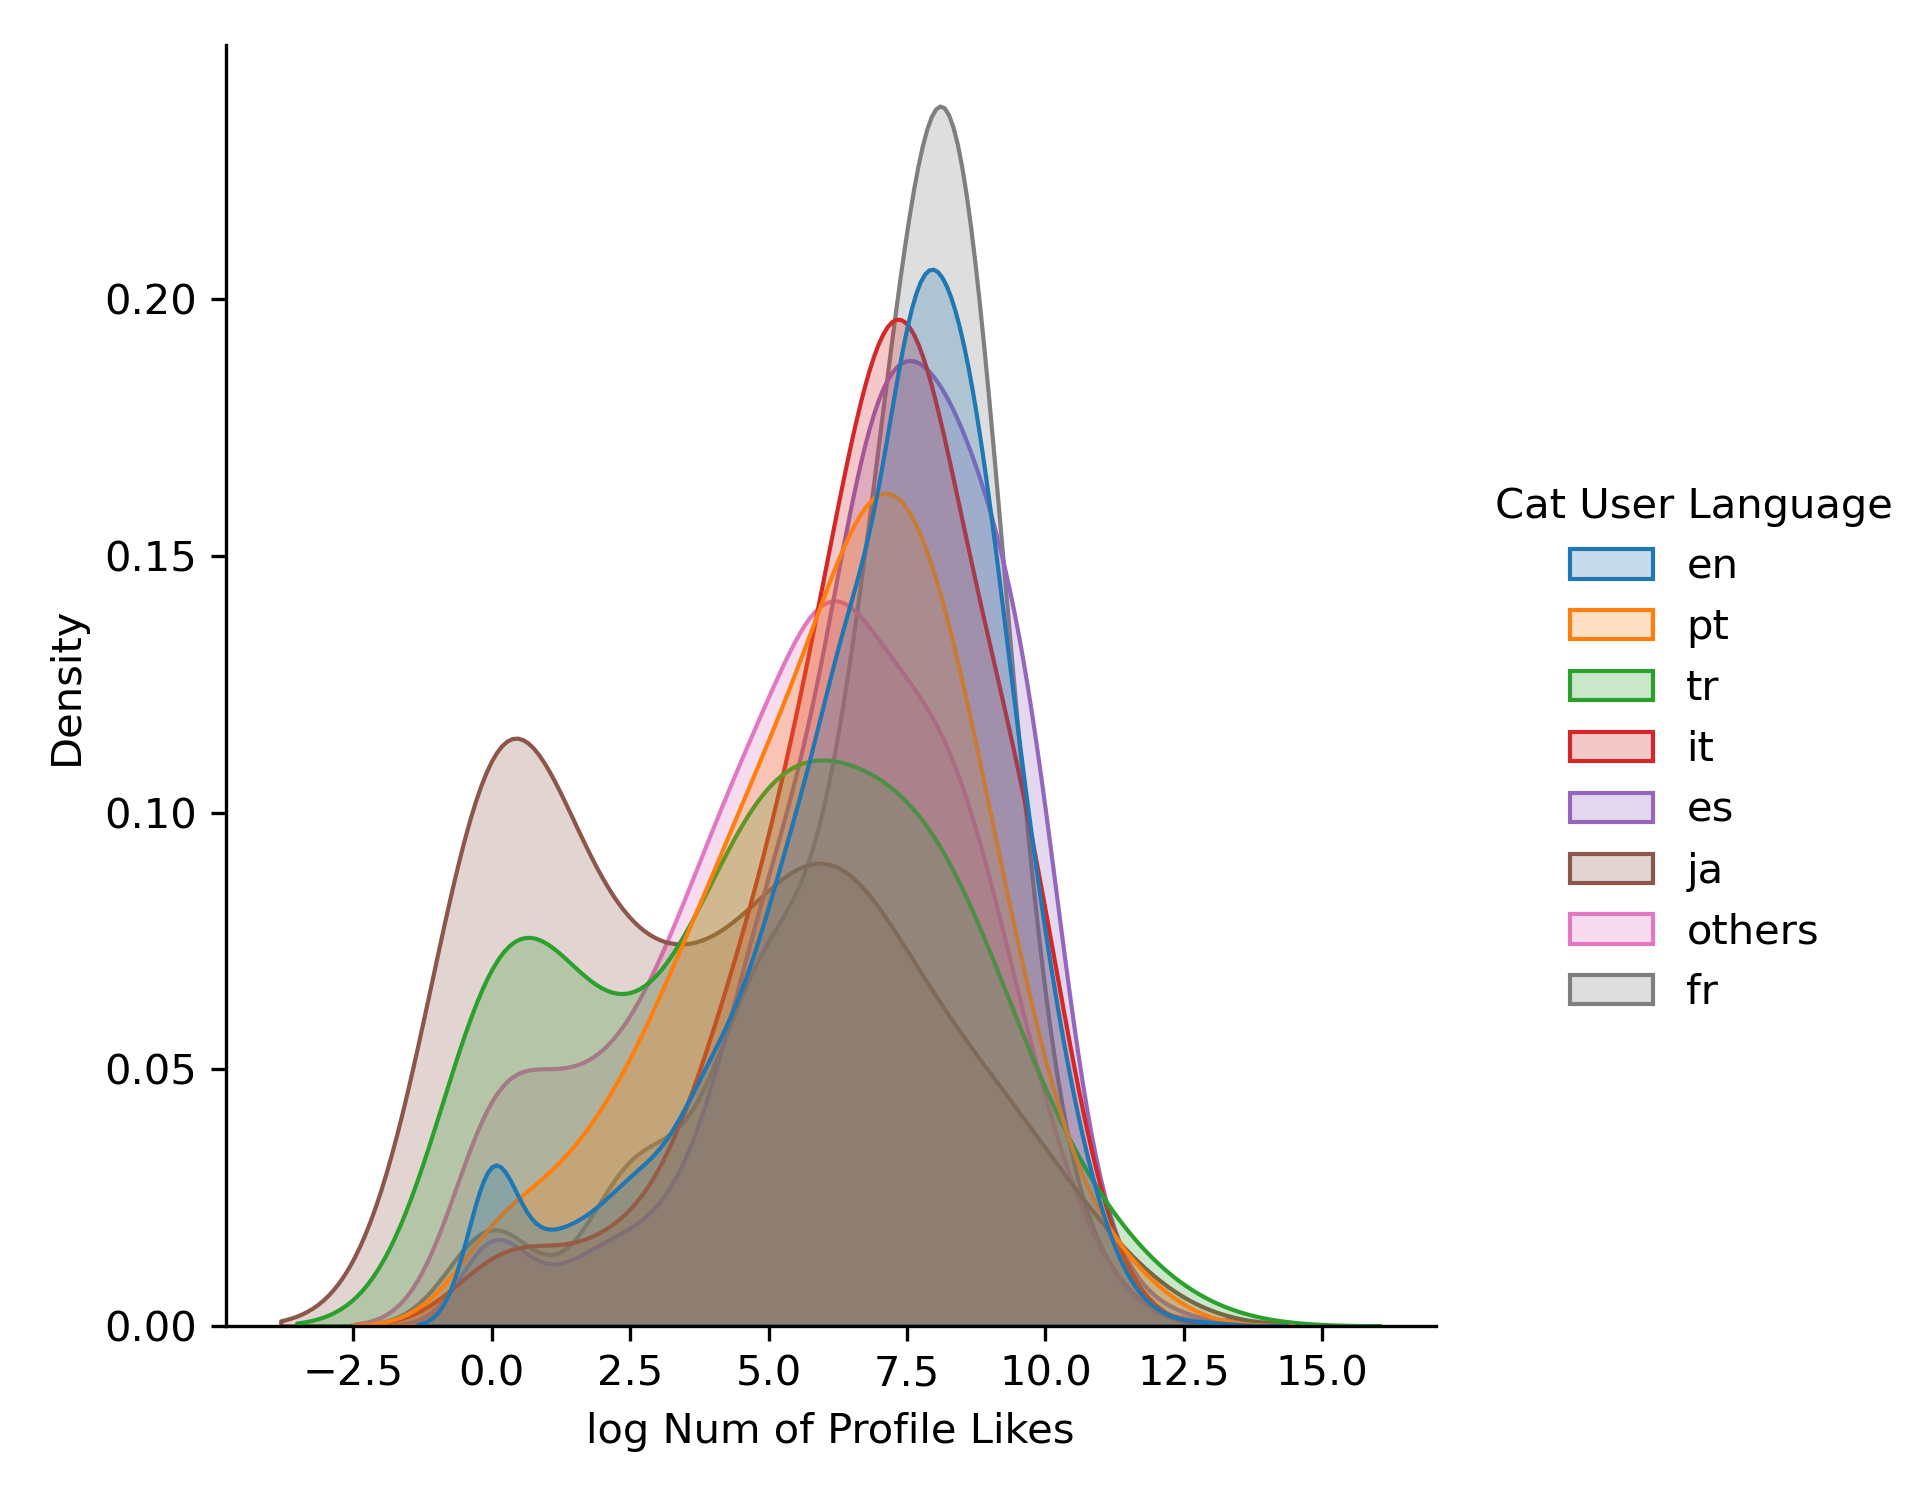 0.20
0.15
0.10
0.05
0.00
Density
−2.5 0.0 2.5 5.0 7.5 10.0 12.5 15.0
log Num of Profile Likes
Cat User Language
en
pt
tr
it
es
ja
others
fr